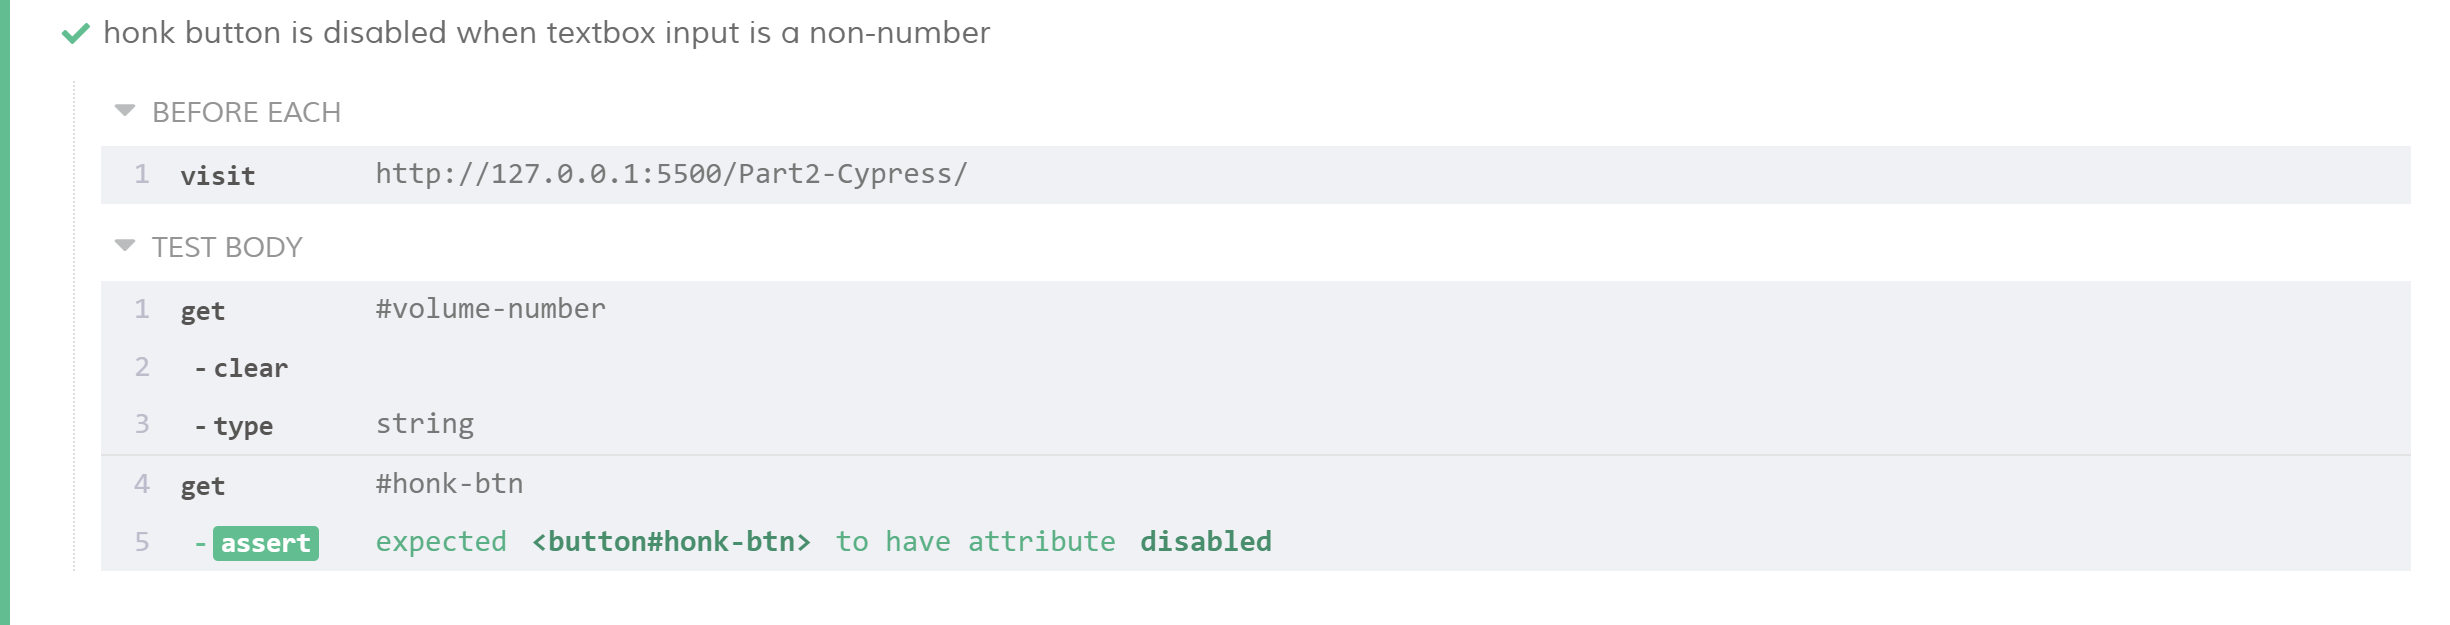 honk button is disabled when textbox input is a non-number
BEFORE EACH
1 visit http://127.0.0.1:5500/Part2-Cypress/
TEST BODY
1 get #volume-number
2 -clear
3 -type string
4 get #honk-btn
5 -assert expected <button#honk-btn> to have attribute disabled